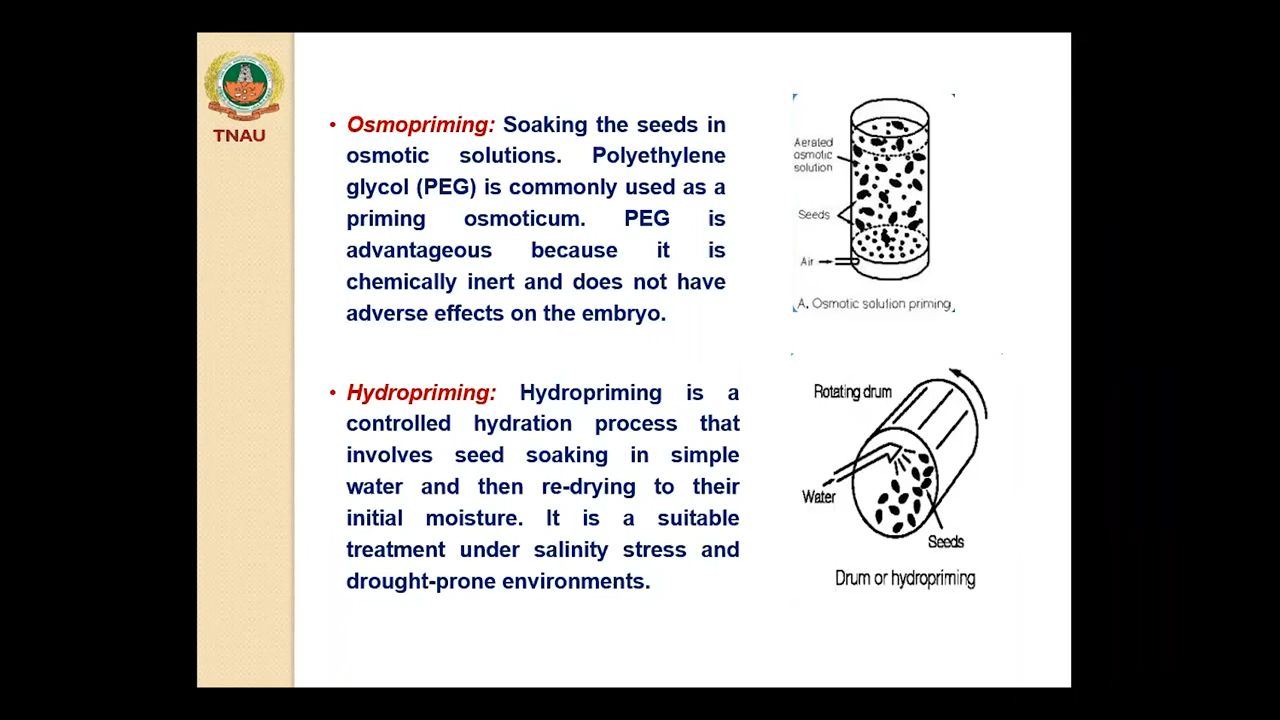 TNAU
• Osmopriming: Soaking the seeds in
osmotic solutions. Polyethylene
glycol (PEG) is commonly used as a
priming osmoticum. PEG is
advantageous because it is
chemically inert and does not have
adverse effects on the embryo.
Aerated
osmotic
solution
Seeds
Air
A. Osmotic solution priming
• Hydropriming: Hydropriming is a
controlled hydration process that
involves seed soaking in simple
water and then re-drying to their
initial moisture. It is a suitable
treatment under salinity stress and
drought-prone environments.
Rotating drum
Water
Seeds
Drum or hydropriming